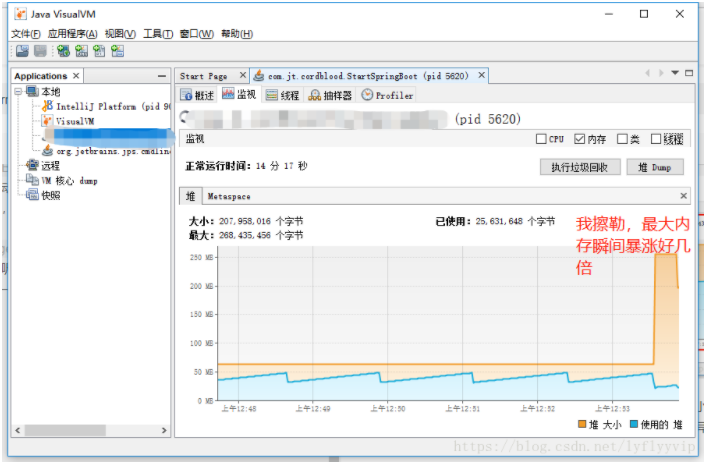 Java VisualVM
文件(F) 应用程序(A) 视图(V) 工具(T) 窗口(W) 帮助(H)
Applications
本地
IntelliJ Platform (pid 9
VisualVM
org.jetbrains.jps.cmdlin
远程
VM 核心 dump
快照
Start Page
com.jt.cordblood.StartSpringBoot (pid 5620)
概述 监视 线程 抽样器 Profiler
(pid 5620)
监视
CPU 内存 类 线程
正常运行时间: 14 分 17 秒
执行垃圾回收 堆 Dump
堆 Metaspace
大小: 207,958,016 个字节
已使用: 25,631,648 个字节
最大: 268,435,456 个字节
我擦勒，最大内
存瞬间暴涨好几
倍
250 MB
200 MB
150 MB
100 MB
50 MB
0 MB
上午12:48 上午12:49 上午12:50 上午12:51 上午12:52 上午12:53
堆 大小 使用的 堆
https://blog.csdn.net/lyflyyvip